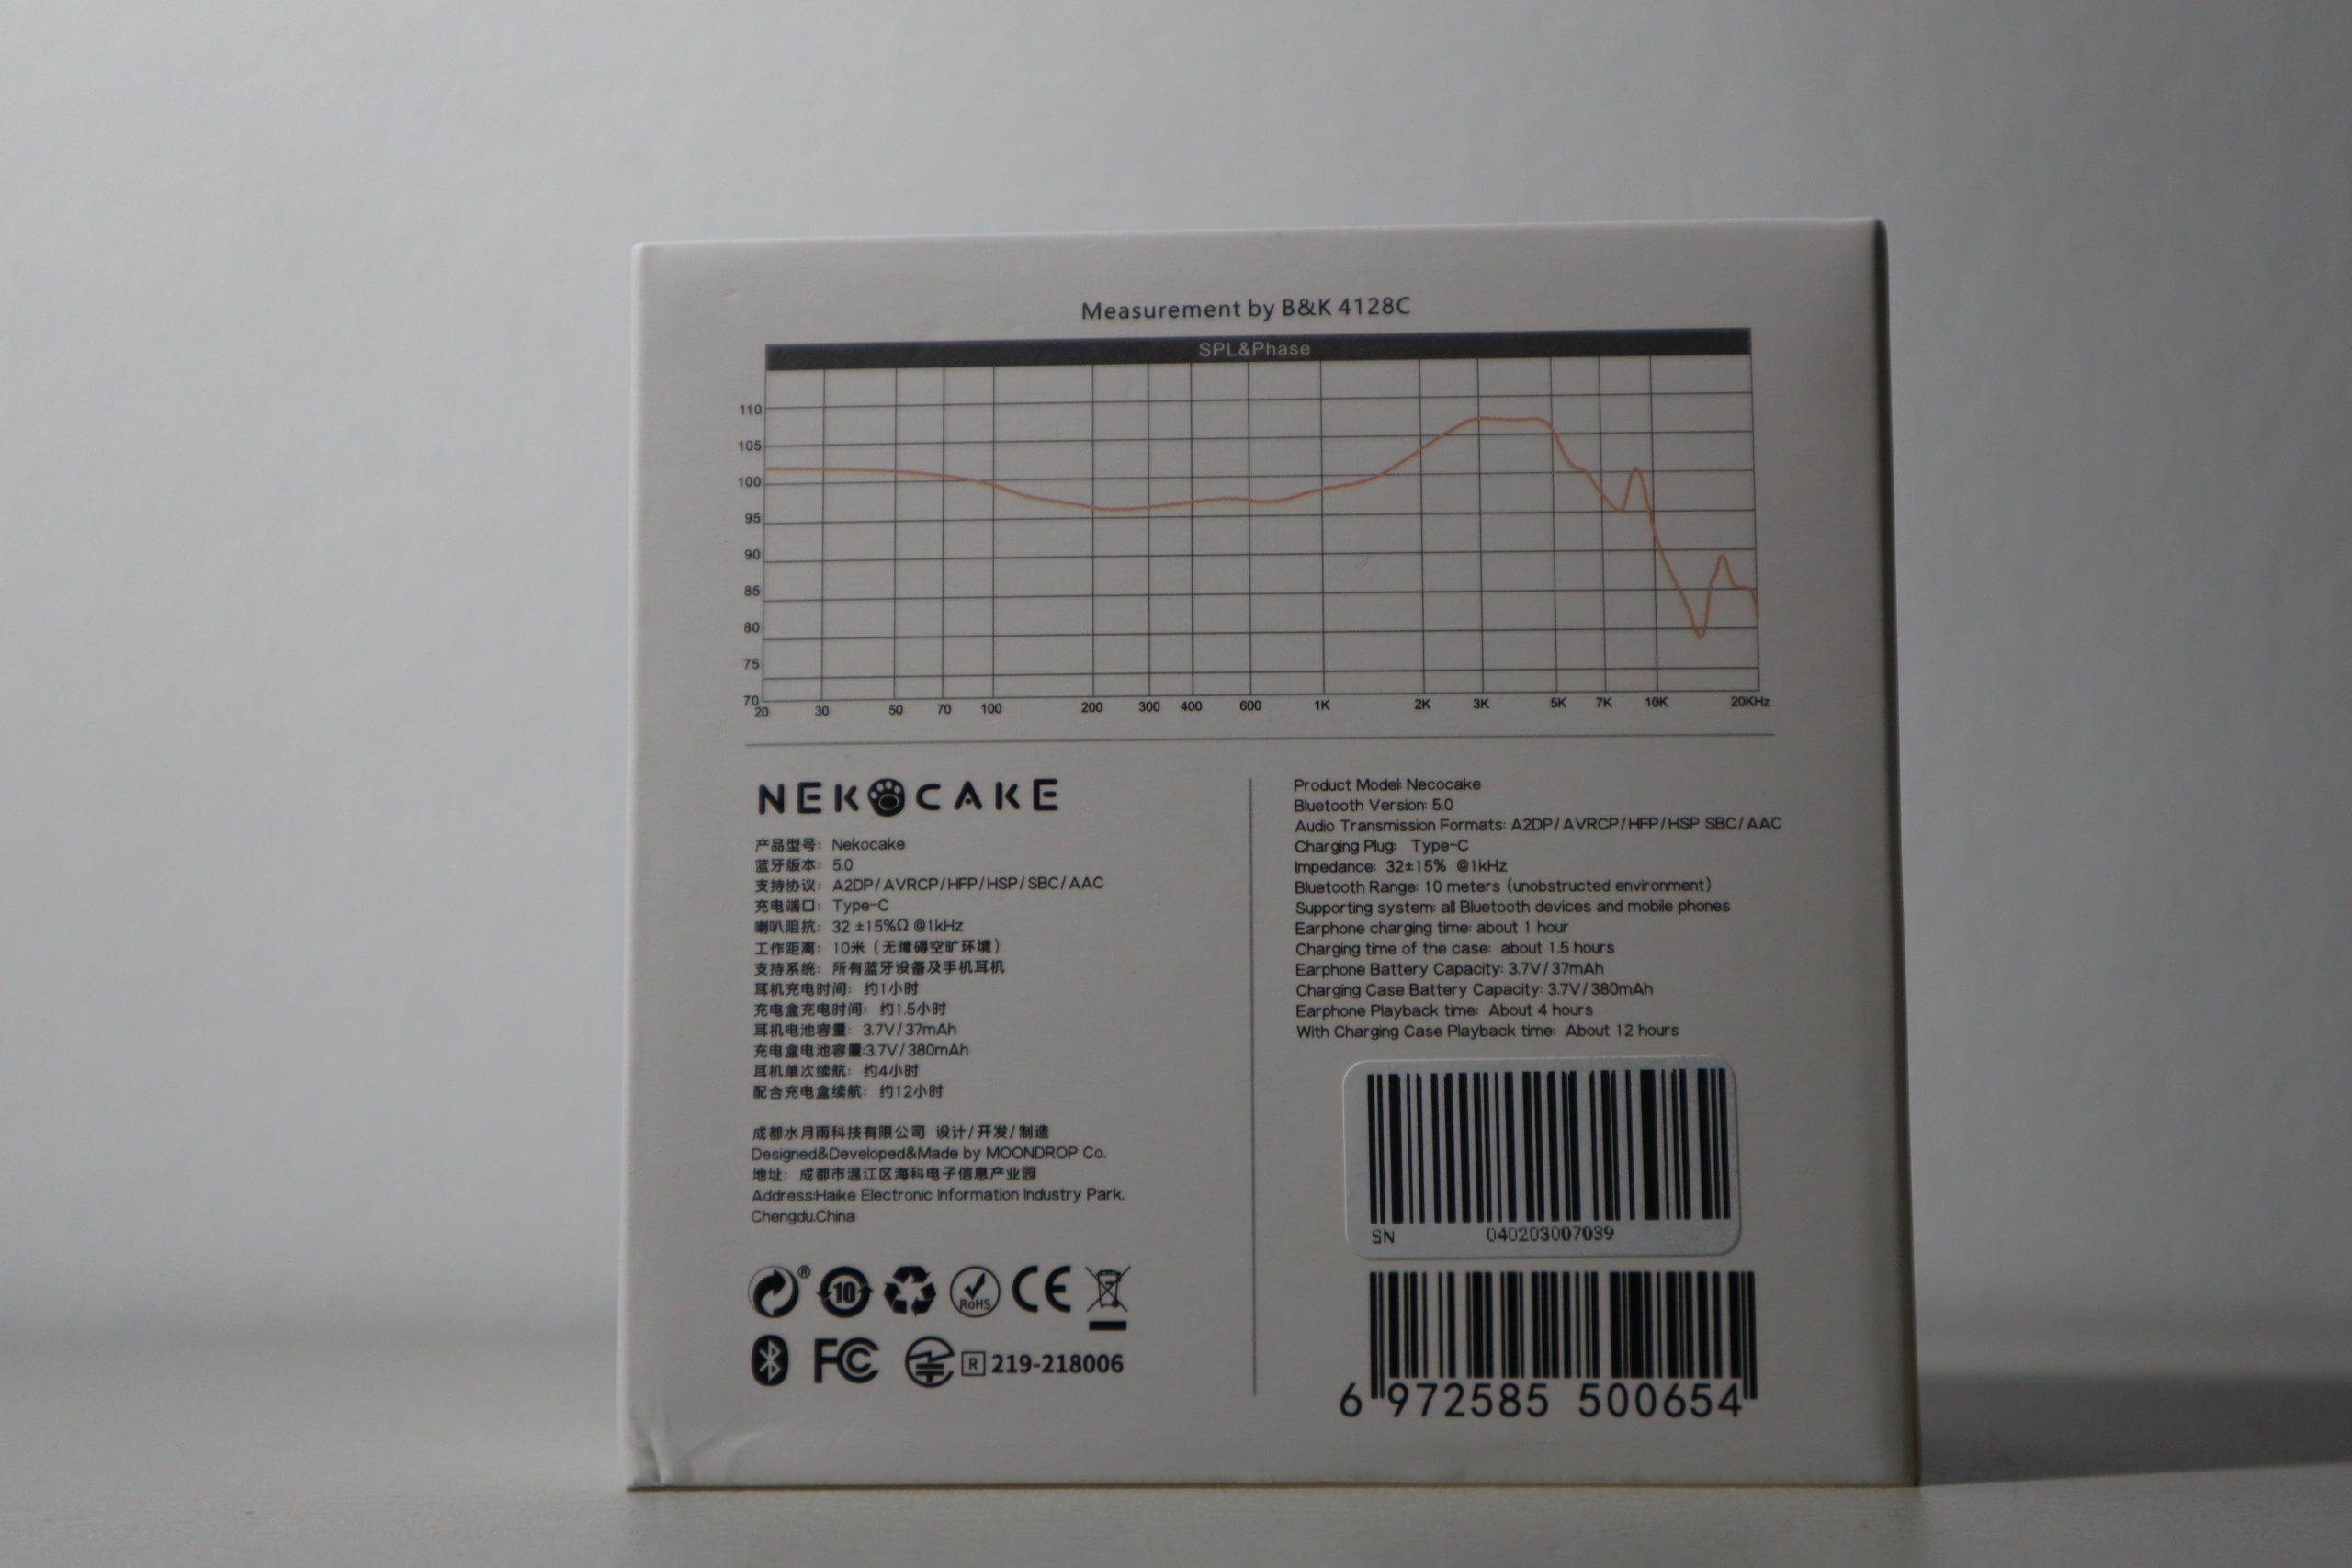 Measurement by B&K 4128C
SPL&Phase
110
105
100
95
90
85
80
75
70
20 30 50 70 100 200 300 400 600 1K 2K 3K 5K 7K 10K 20KHz
NEKOCAKE
产品型号: Nekocake
蓝牙版本: 5.0
支持协议: A2DP/AVRCP/HFP/HSP/SBC/AAC
充电端口: Type-C
喇叭阻抗: 32 ±15%Ω @1kHz
工作距离: 10米（无障碍空旷环境）
支持系统: 所有蓝牙设备及手机耳机
耳机充电时间: 约1小时
充电盒充电时间: 约1.5小时
耳机电池容量: 3.7V/37mAh
充电盒电池容量:3.7V/380mAh
耳机单次续航: 约4小时
配合充电盒续航: 约12小时
成都水月雨科技有限公司 设计/开发/制造
Designed&Developed&Made by MOONDROP Co.
地址: 成都市温江区海科电子信息产业园
Address:Haike Electronic Information Industry Park.
Chengdu.China
® 10 RoHS CE
FC R 219-218006
Product Model: Necocake
Bluetooth Version: 5.0
Audio Transmission Formats: A2DP/AVRCP/HFP/HSP SBC/AAC
Charging Plug: Type-C
Impedance: 32±15% @1kHz
Bluetooth Range: 10 meters (unobstructed environment)
Supporting system: all Bluetooth devices and mobile phones
Earphone charging time: about 1 hour
Charging time of the case: about 1.5 hours
Earphone Battery Capacity: 3.7V/37mAh
Charging Case Battery Capacity: 3.7V/380mAh
Earphone Playback time: About 4 hours
With Charging Case Playback time: About 12 hours
SN 040203007039
6 972585 500654